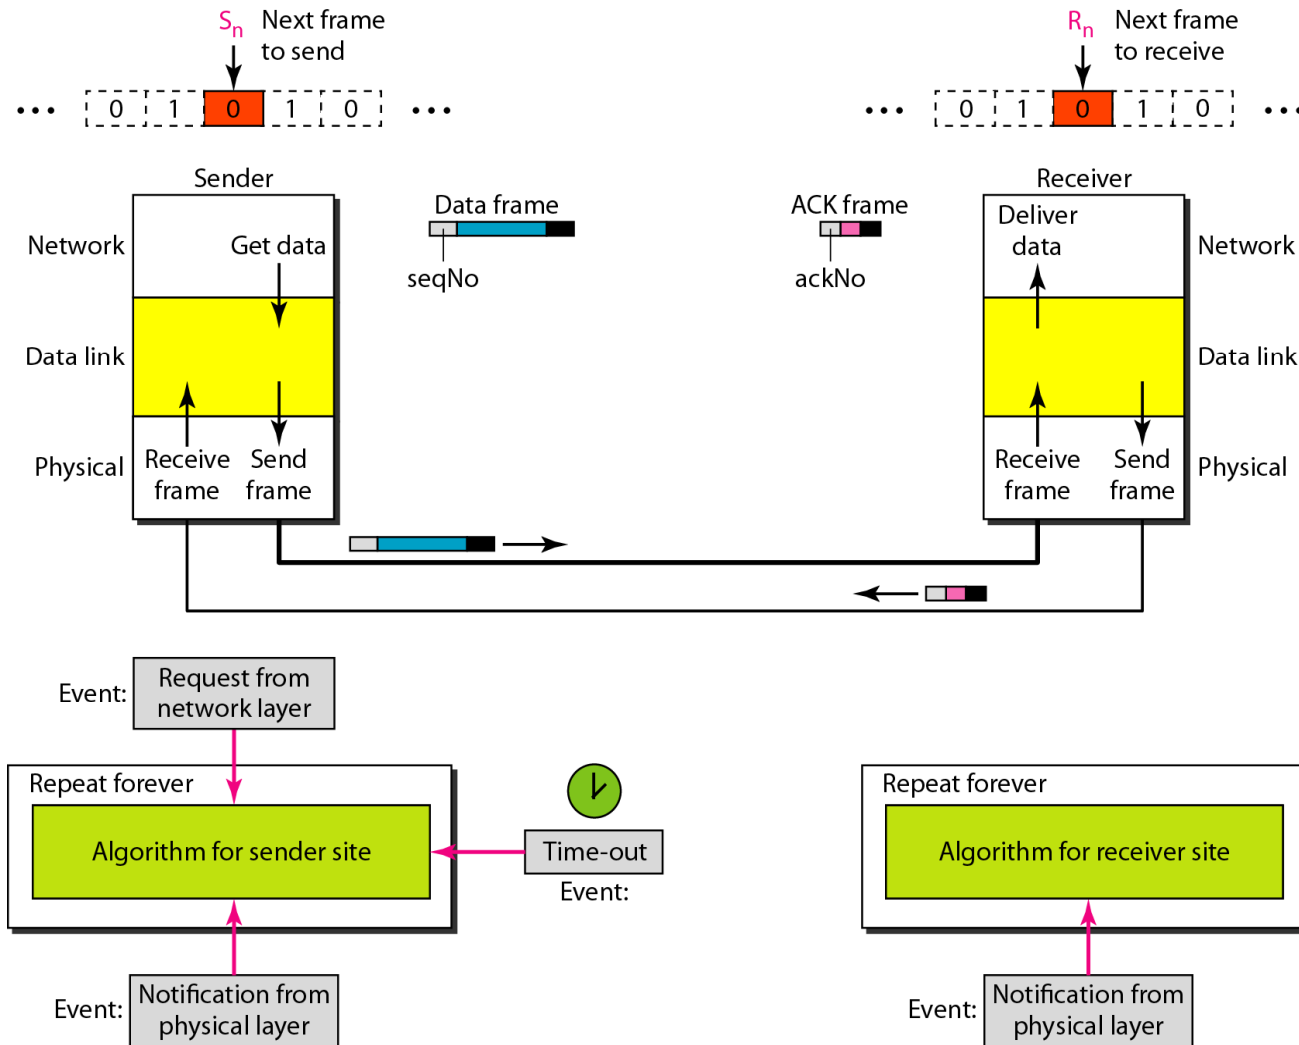 Sn Next frame
to send
Rn Next frame
to receive
••• 0 1 0 1 0 •••
••• 0 1 0 1 0 •••
Sender
Receiver
Data frame
seqNo
ACK frame
ackNo
Network
Get data
Deliver
data
Network
Data link
Data link
Physical
Receive
frame
Send
frame
Receive
frame
Send
frame
Physical
Event:
Request from
network layer
Repeat forever
Algorithm for sender site
Time-out
Event:
Event:
Notification from
physical layer
Repeat forever
Algorithm for receiver site
Event:
Notification from
physical layer